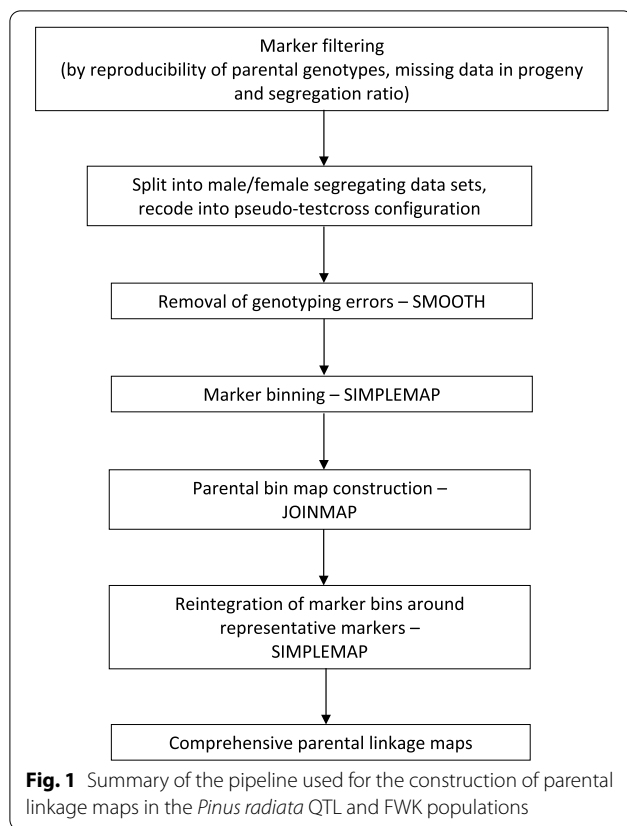 Marker filtering
(by reproducibility of parental genotypes, missing data in progeny
and segregation ratio)
Split into male/female segregating data sets,
recode into pseudo-testcross configuration
Removal of genotyping errors – SMOOTH
Marker binning – SIMPLEMAP
Parental bin map construction –
JOINMAP
Reintegration of marker bins around
representative markers –
SIMPLEMAP
Comprehensive parental linkage maps
Fig. 1 Summary of the pipeline used for the construction of parental
linkage maps in the Pinus radiata QTL and FWK populations